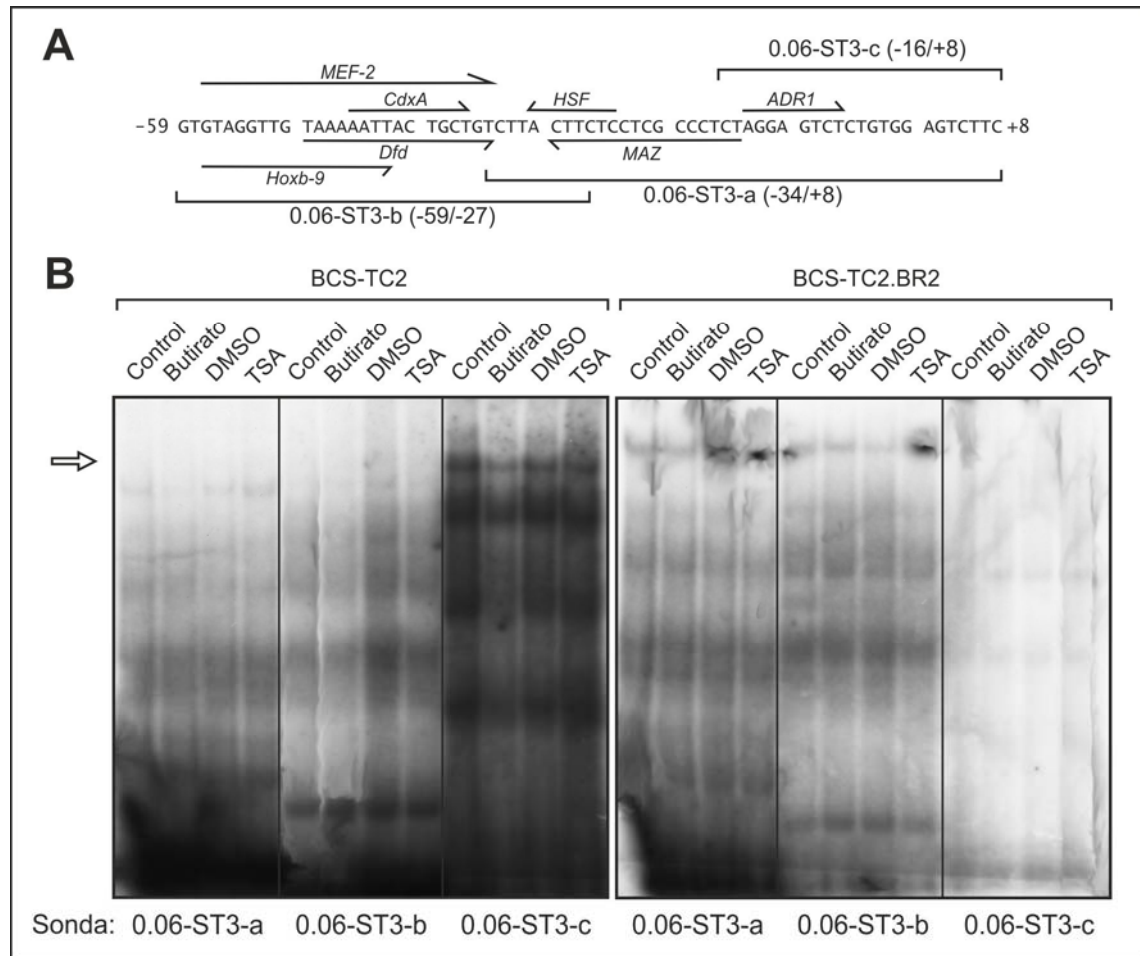 A
0.06-ST3-c (-16/+8)
MEF-2
CdxA HSF ADR1
-59 GTGTAGGTTG TAAAAATTAC TGCTGTCTTA CTTCTCCTCG CCCTCTAGGA GTCTCTGTGG AGTCTTC +8
Dfd MAZ
Hoxb-9
0.06-ST3-a (-34/+8)
0.06-ST3-b (-59/-27)
B
BCS-TC2 BCS-TC2.BR2
Control Butirato DMSO TSA Control Butirato DMSO TSA Control Butirato DMSO TSA Control Butirato DMSO TSA Control Butirato DMSO TSA Control Butirato DMSO TSA
Sonda: 0.06-ST3-a 0.06-ST3-b 0.06-ST3-c 0.06-ST3-a 0.06-ST3-b 0.06-ST3-c